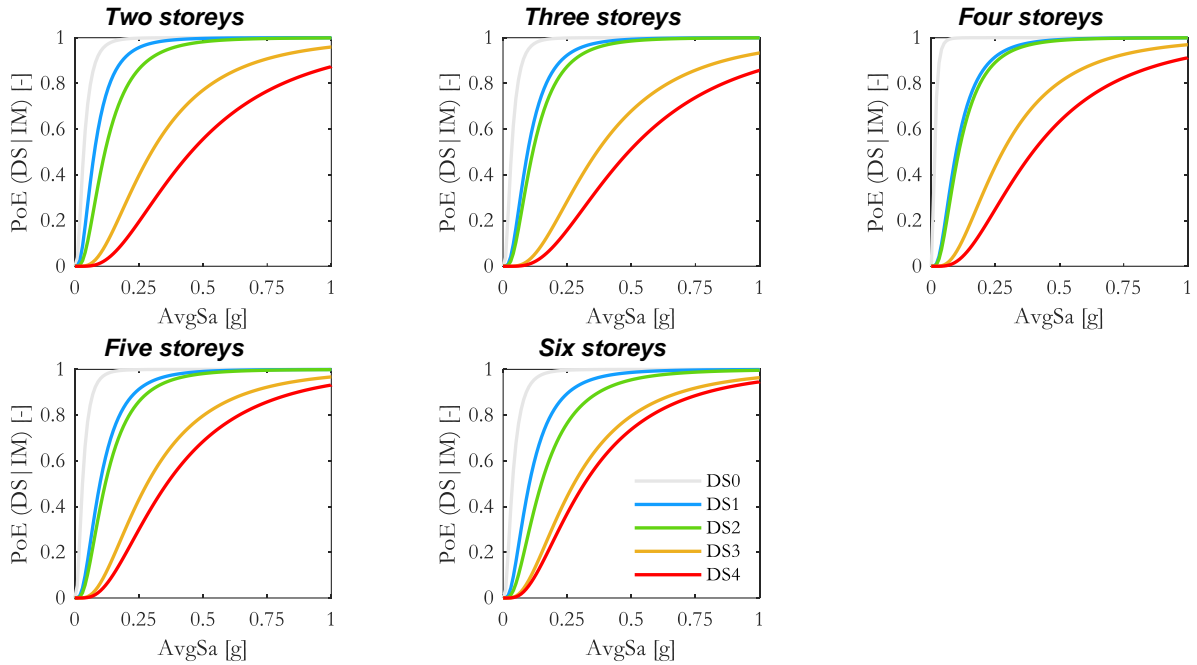 Two storeys
1
0.8
0.6
0.4
0.2
0
0 0.25 0.5 0.75 1
PoE (DS|IM) [-]
AvgSa [g]
Three storeys
1
0.8
0.6
0.4
0.2
0
0 0.25 0.5 0.75 1
PoE (DS|IM) [-]
AvgSa [g]
Four storeys
1
0.8
0.6
0.4
0.2
0
0 0.25 0.5 0.75 1
PoE (DS|IM) [-]
AvgSa [g]
Five storeys
1
0.8
0.6
0.4
0.2
0
0 0.25 0.5 0.75 1
PoE (DS|IM) [-]
AvgSa [g]
Six storeys
1
0.8
0.6
0.4
0.2
0
0 0.25 0.5 0.75 1
PoE (DS|IM) [-]
AvgSa [g]
DS0
DS1
DS2
DS3
DS4